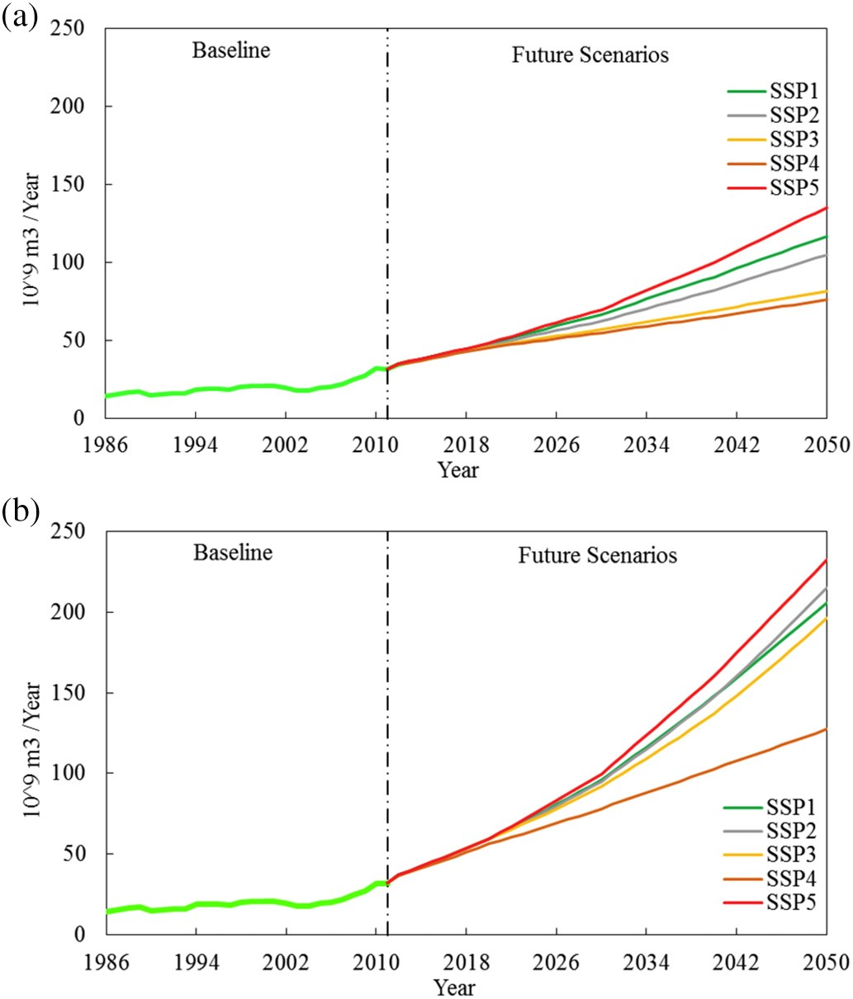 (a)
250
Baseline
Future Scenarios
200
SSP1
SSP2
SSP3
SSP4
SSP5
150
10^9 m3 /Year
100
50
0
1986 1994 2002 2010 2018 2026 2034 2042 2050
Year
(b)
250
Baseline
Future Scenarios
200
150
10^9 m3 /Year
100
SSP1
SSP2
SSP3
SSP4
SSP5
50
0
1986 1994 2002 2010 2018 2026 2034 2042 2050
Year